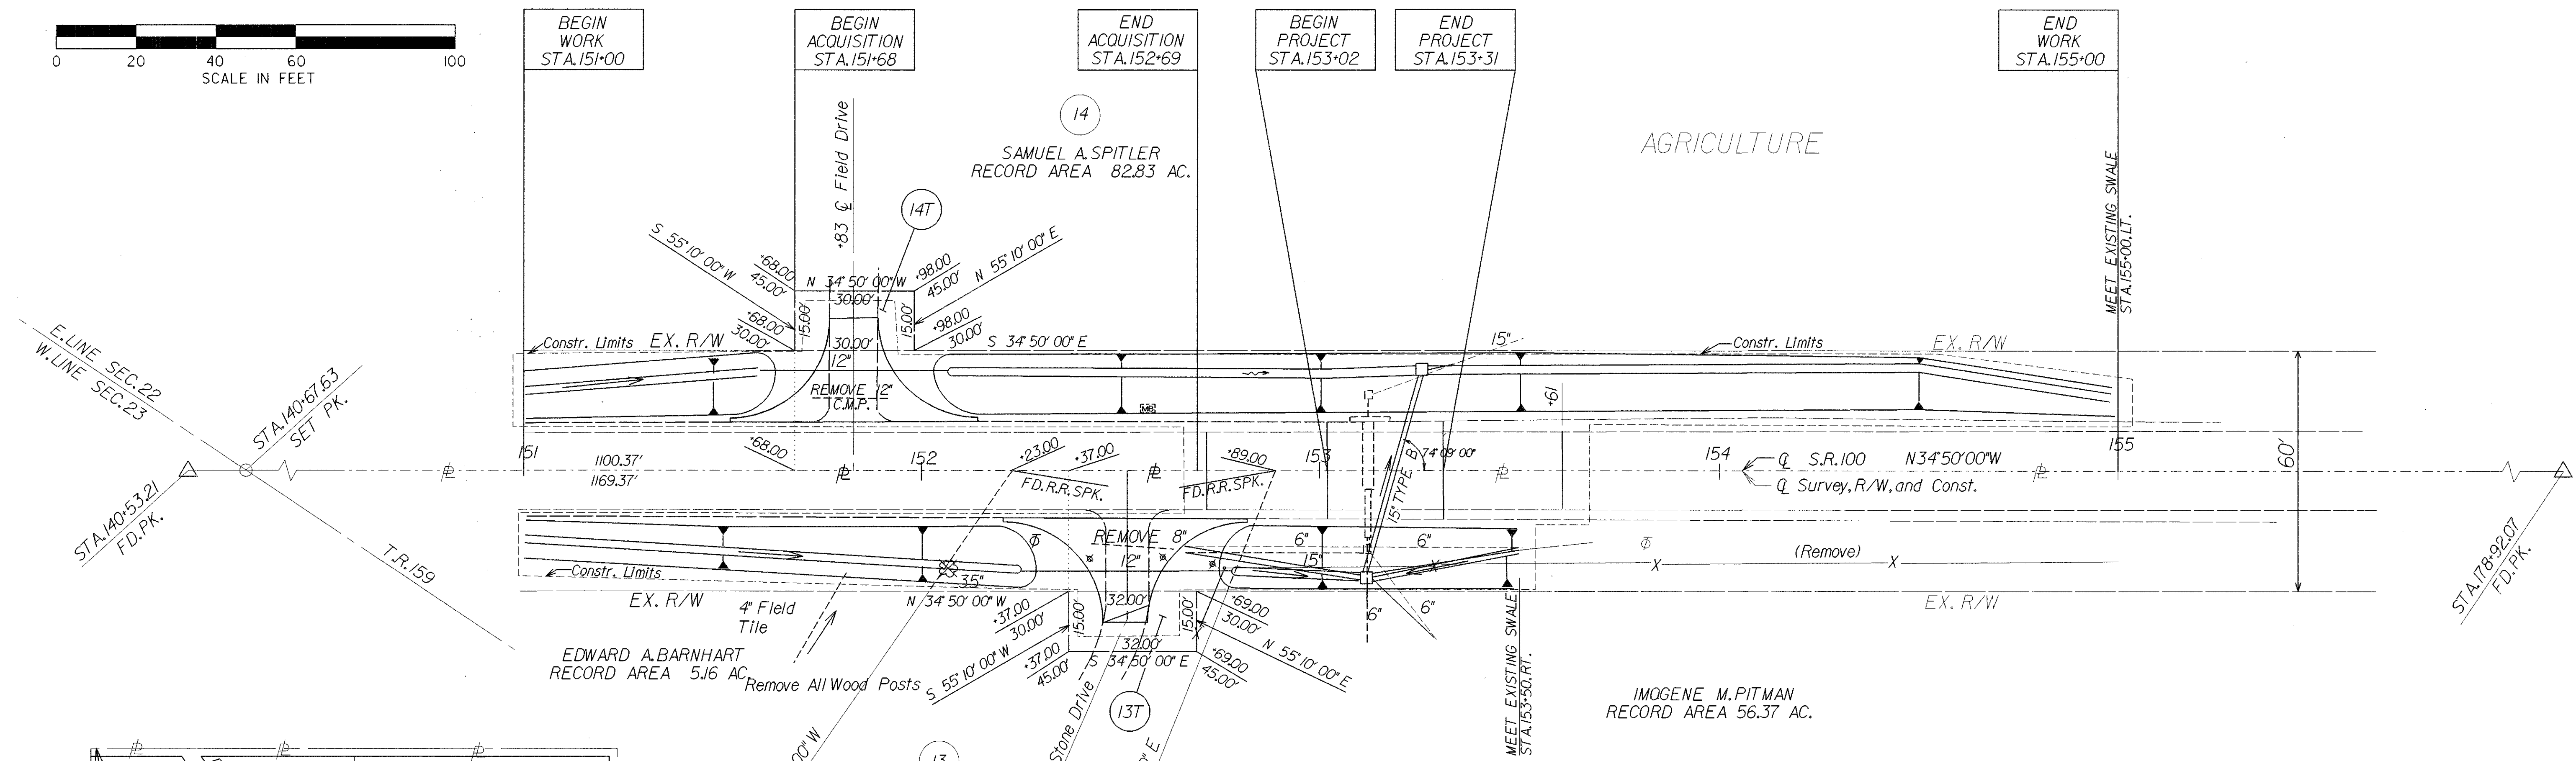 0 20 40 60 100
SCALE IN FEET
BEGIN
WORK
STA.151+00
BEGIN
ACQUISITION
STA.151+68
END
ACQUISITION
STA.152+69
BEGIN
PROJECT
STA.153+02
END
PROJECT
STA.153+31
END
WORK
STA.155+00
+83 ℄ Field Drive
14
SAMUEL A. SPITLER
RECORD AREA 82.83 AC.
AGRICULTURE
MEET EXISTING SWALE
STA.155+00.LT.
14T
S 55°10'00" W
+68.00
45.00'
N 34°50'00" W
30.00'
+98.00
45.00'
N 55°10'00" E
+68.00
30.00'
15.00'
15.00'
+98.00
30.00'
Constr. Limits
EX. R/W
30.00'
12"
S 34°50'00" E
15"
Constr. Limits
EX. R/W
REMOVE 12"
C.M.P.
MB
+61
E. LINE SEC. 22
W. LINE SEC. 23
STA.140+67.63
SET PK.
STA.140+53.21
FD. PK.
T.R. 159
151
1100.37'
1169.37'
+68.00
152
+23.00
FD. R.R. SPK.
+37.00
+89.00
FD. R.R. SPK.
153
15" TYPE B
74°09'00"
154
℄ S.R. 100 N34°50'00"W
℄ Survey, R/W, and Const.
155
60'
STA.178+92.07
FD. PK.
REMOVE 8"
12"
6"
15"
6"
(Remove)
X X X
Constr. Limits
35"
EX. R/W
4" Field
Tile
N 34°50'00" W
+37.00
30.00'
15.00'
32.00'
15.00'
+69.00
30.00'
6"
6"
EX. R/W
EDWARD A. BARNHART
RECORD AREA 5.16 AC.
Remove All Wood Posts
S 55°10'00" W
+37.00
45.00'
32.00'
S 34°50'00" E
+69.00
45.00'
N 55°10'00" E
MEET EXISTING SWALE
STA.153+50.RT.
IMOGENE M. PITMAN
RECORD AREA 56.37 AC.
13T
Stone Drive
00" W
13
" E